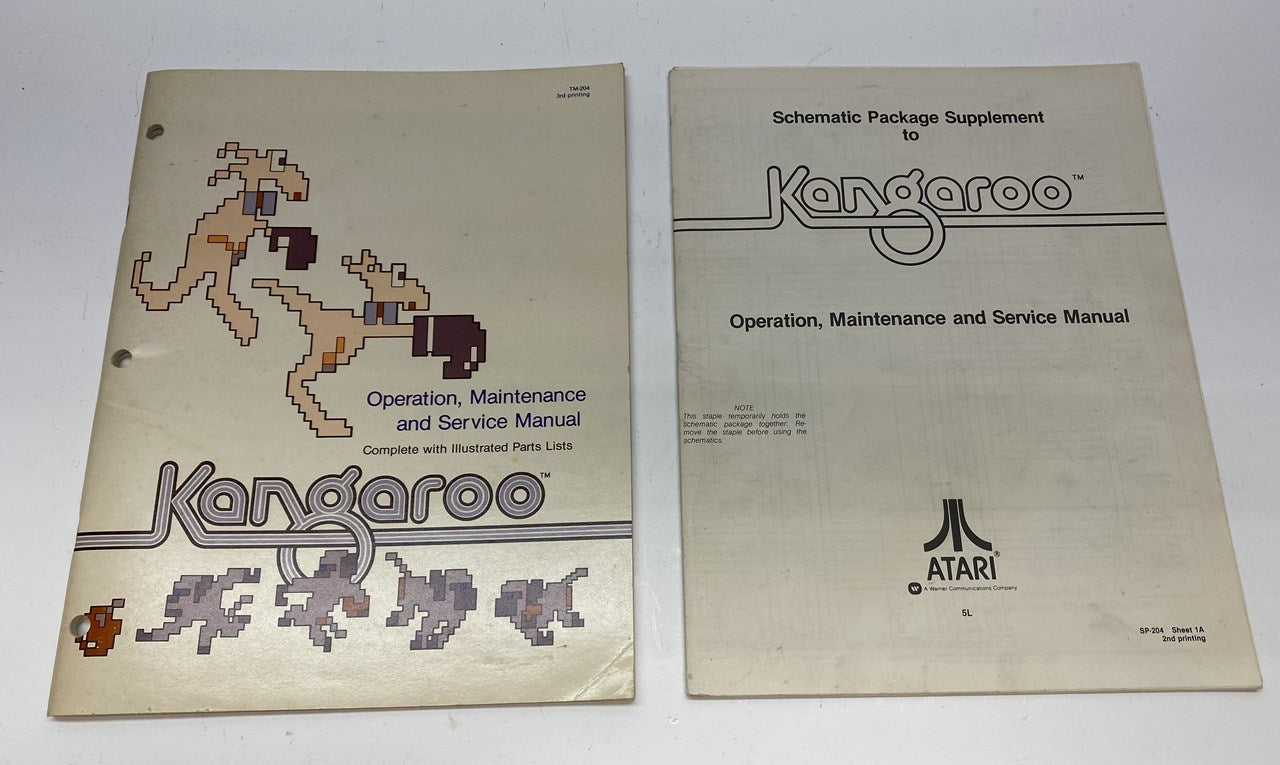 TM-204
3rd printing
Operation, Maintenance
and Service Manual
Complete with Illustrated Parts Lists
Kangaroo™
Schematic Package Supplement
to
Kangaroo™
Operation, Maintenance and Service Manual
NOTE
This staple temporarily holds the
schematic package together. Re-
move the staple before using the
schematics.
ATARI®
A Warner Communications Company
5L
SP-204 Sheet 1A
2nd printing